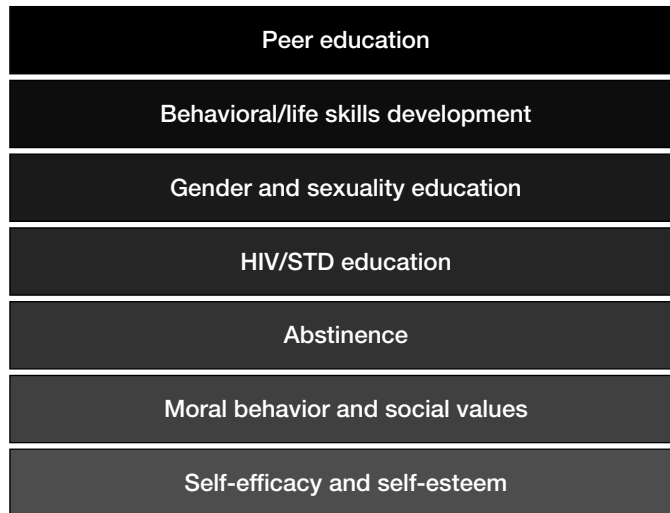 Peer education
Behavioral/life skills development
Gender and sexuality education
HIV/STD education
Abstinence
Moral behavior and social values
Self-efficacy and self-esteem